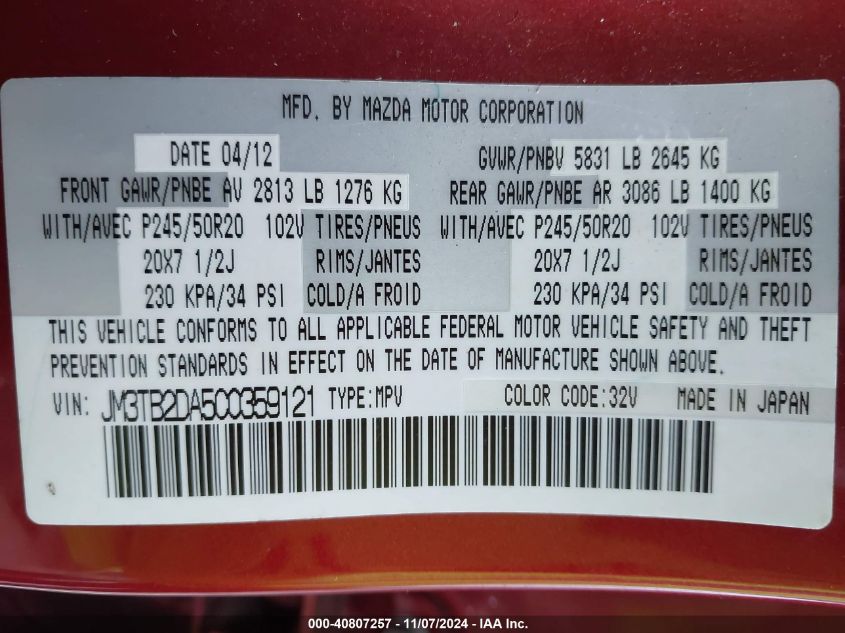 MFD. BY MAZDA MOTOR CORPORATION
DATE 04/12 GVWR/PNBV 5831 LB 2645 KG
FRONT GAWR/PNBE AV 2813 LB 1276 KG REAR GAWR/PNBE AR 3086 LB 1400 KG
WITH/AVEC P245/50R20 102V TIRES/PNEUS WITH/AVEC P245/50R20 102V TIRES/PNEUS
20X7 1/2J RIMS/JANTES 20X7 1/2J RIMS/JANTES
230 KPA/34 PSI COLD/A FROID 230 KPA/34 PSI COLD/A FROID
THIS VEHICLE CONFORMS TO ALL APPLICABLE FEDERAL MOTOR VEHICLE SAFETY AND THEFT
PREVENTION STANDARDS IN EFFECT ON THE DATE OF MANUFACTURE SHOWN ABOVE.
VIN: JM3TB2DA5C0359121 TYPE:MPV COLOR CODE:32V MADE IN JAPAN
000-40807257 - 11/07/2024 - IAA Inc.